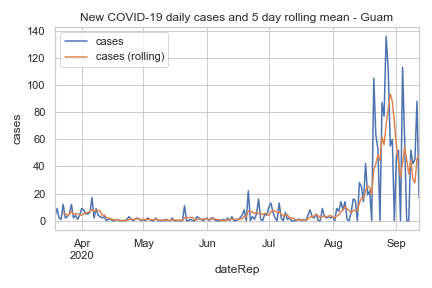 New COVID-19 daily cases and 5 day rolling mean - Guam
cases
cases (rolling)
140
120
100
80
60
40
20
0
cases
Apr
2020
May
Jun
Jul
Aug
Sep
dateRep